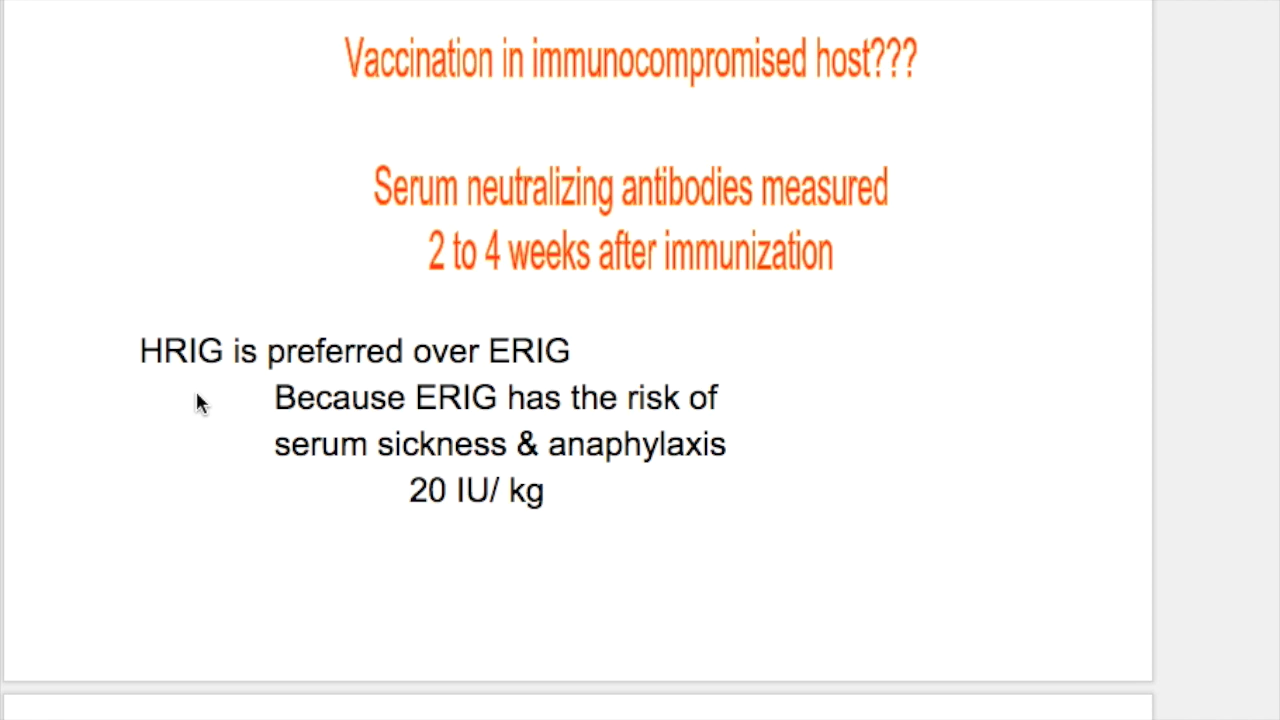 Vaccination in immunocompromised host???
Serum neutralizing antibodies measured
2 to 4 weeks after immunization
HRIG is preferred over ERIG
Because ERIG has the risk of
serum sickness & anaphylaxis
20 IU/ kg